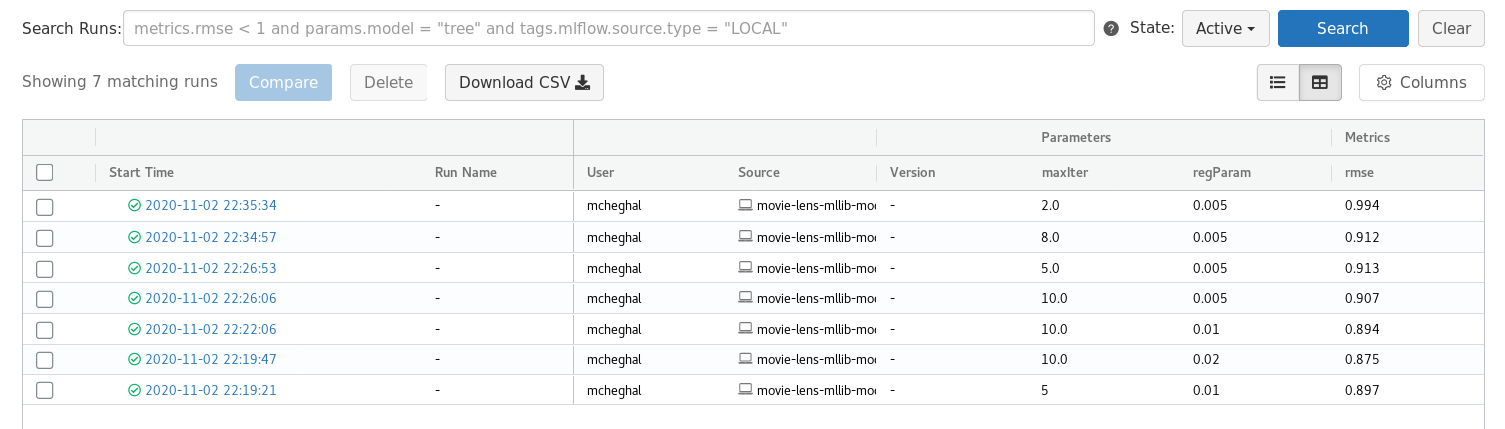 Search Runs: metrics.rmse < 1 and params.model = "tree" and tags.mlflow.source.type = "LOCAL" ? State: Active Search Clear
Showing 7 matching runs Compare Delete Download CSV Columns
Parameters Metrics
Start Time Run Name User Source Version maxIter regParam rmse
2020-11-02 22:35:34 - mcheghal movie-lens-mllib-mod - 2.0 0.005 0.994
2020-11-02 22:34:57 - mcheghal movie-lens-mllib-mod - 8.0 0.005 0.912
2020-11-02 22:26:53 - mcheghal movie-lens-mllib-mod - 5.0 0.005 0.913
2020-11-02 22:26:06 - mcheghal movie-lens-mllib-mod - 10.0 0.005 0.907
2020-11-02 22:22:06 - mcheghal movie-lens-mllib-mod - 10.0 0.01 0.894
2020-11-02 22:19:47 - mcheghal movie-lens-mllib-mod - 10.0 0.02 0.875
2020-11-02 22:19:21 - mcheghal movie-lens-mllib-mod - 5 0.01 0.897